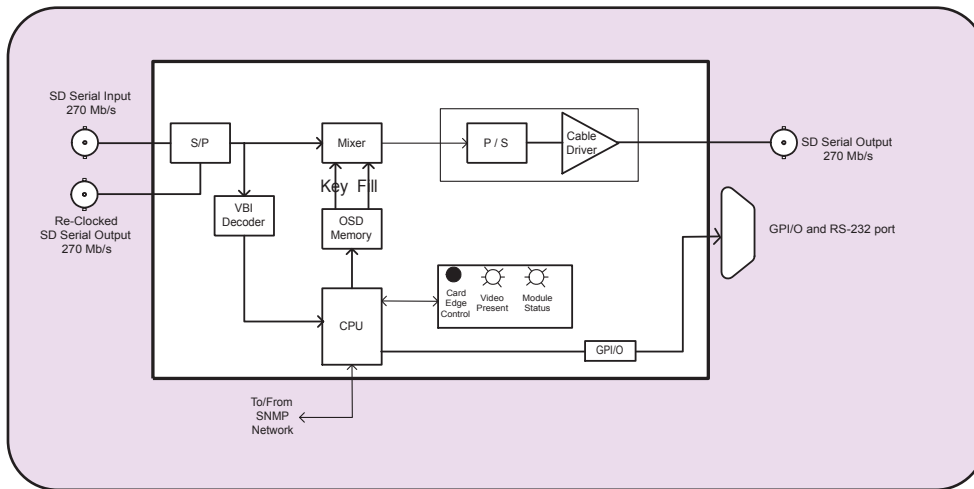 SD Serial Input
270 Mb/s
S/P
Mixer
P / S
Cable
Driver
SD Serial Output
270 Mb/s
Key Fill
Re-Clocked
SD Serial Output
270 Mb/s
VBI
Decoder
OSD
Memory
GPI/O and RS-232 port
CPU
Card
Edge
Control
Video
Present
Module
Status
GPI/O
To/From
SNMP
Network